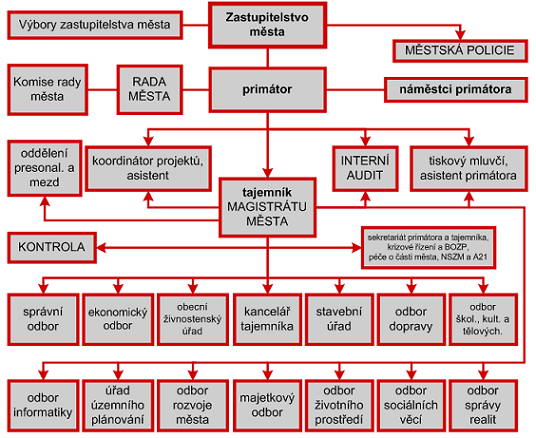 Výbory zastupitelstva města
Zastupitelstvo
města
MĚSTSKÁ POLICIE
Komise rady
města
RADA
MĚSTA
primátor
náměstci primátora
oddělení
presonal. a
mezd
koordinátor projektů,
asistent
INTERNÍ
AUDIT
tiskový mluvčí,
asistent primátora
tajemník
MAGISTRÁTU
MĚSTA
KONTROLA
sekretariát primátora a tajemníka,
krizové řízení a BOZP,
péče o části města, NSZM a A21
správní
odbor
ekonomický
odbor
obecní
živnostenský
úřad
kancelář
tajemníka
stavební
úřad
odbor
dopravy
odbor
škol., kult. a
tělových.
odbor
informatiky
úřad
územního
plánování
odbor
rozvoje
města
majetkový
odbor
odbor
životního
prostředí
odbor
sociálních
věcí
odbor
správy
realit